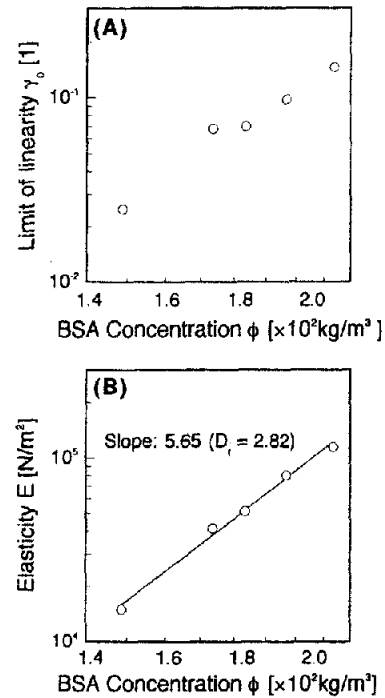 (A)
Limit of linearity γ₀ [1]
10⁻¹
10⁻²
1.4 1.6 1.8 2.0
BSA Concentration ϕ [×10²kg/m³]
(B)
Slope: 5.65 (D_f = 2.82)
Elasticity E [N/m²]
10⁵
10⁴
1.4 1.6 1.8 2.0
BSA Concentration ϕ [×10²kg/m³]